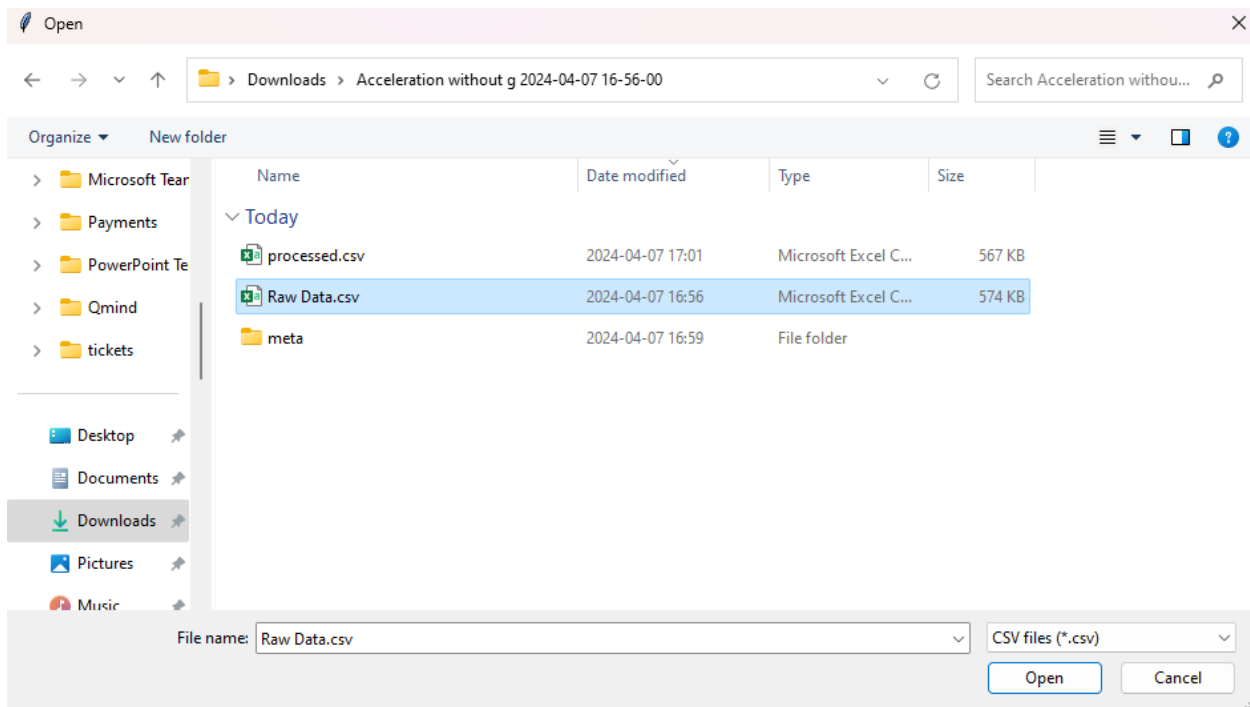 Open
Downloads > Acceleration without g 2024-04-07 16-56-00
Search Acceleration withou...
Organize
New folder
Microsoft Tear
Payments
PowerPoint Te
Qmind
tickets
Desktop
Documents
Downloads
Pictures
Music
Name Date modified Type Size
Today
processed.csv 2024-04-07 17:01 Microsoft Excel C... 567 KB
Raw Data.csv 2024-04-07 16:56 Microsoft Excel C... 574 KB
meta 2024-04-07 16:59 File folder
File name: Raw Data.csv
CSV files (*.csv)
Open Cancel